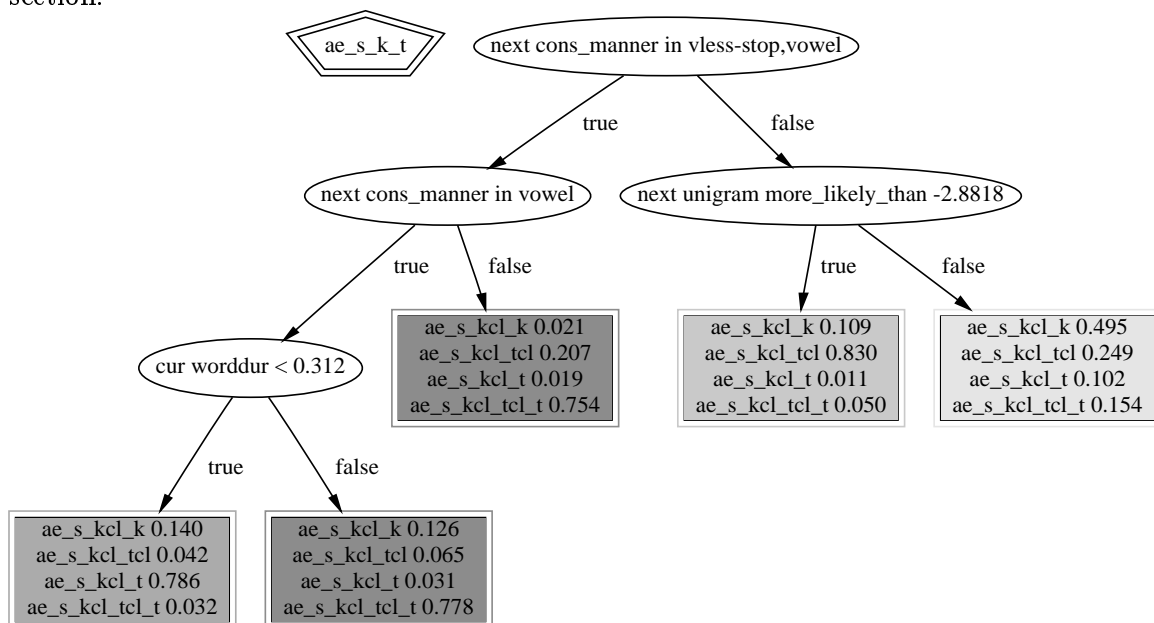 section.
ae_s_k_t
next cons_manner in vless-stop,vowel
true
false
next cons_manner in vowel
next unigram more_likely_than -2.8818
true
false
true
false
cur worddur < 0.312
ae_s_kcl_k 0.021
ae_s_kcl_tcl 0.207
ae_s_kcl_t 0.019
ae_s_kcl_tcl_t 0.754
ae_s_kcl_k 0.109
ae_s_kcl_tcl 0.830
ae_s_kcl_t 0.011
ae_s_kcl_tcl_t 0.050
ae_s_kcl_k 0.495
ae_s_kcl_tcl 0.249
ae_s_kcl_t 0.102
ae_s_kcl_tcl_t 0.154
true
false
ae_s_kcl_k 0.140
ae_s_kcl_tcl 0.042
ae_s_kcl_t 0.786
ae_s_kcl_tcl_t 0.032
ae_s_kcl_k 0.126
ae_s_kcl_tcl 0.065
ae_s_kcl_t 0.031
ae_s_kcl_tcl_t 0.778